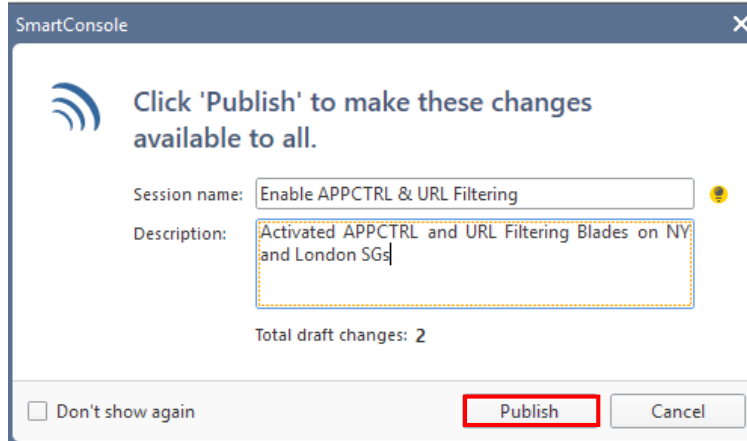 SmartConsole
Click 'Publish' to make these changes
available to all.
Session name: Enable APPCTRL & URL Filtering
Description: Activated APPCTRL and URL Filtering Blades on NY
and London SGs
Total draft changes: 2
Don't show again Publish Cancel